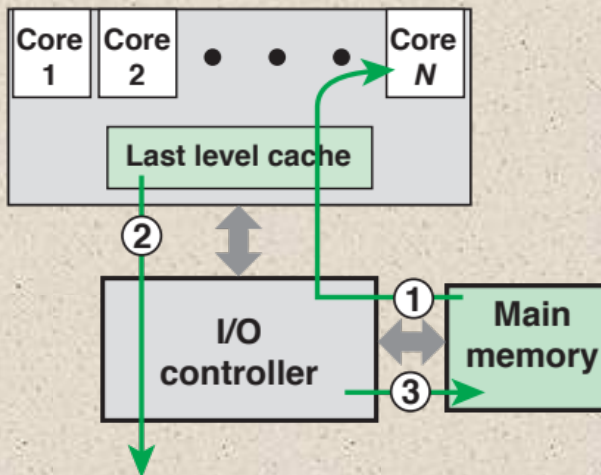 Core
1
Core
2
Core
N
Last level cache
2
1
I/O
controller
Main
memory
3